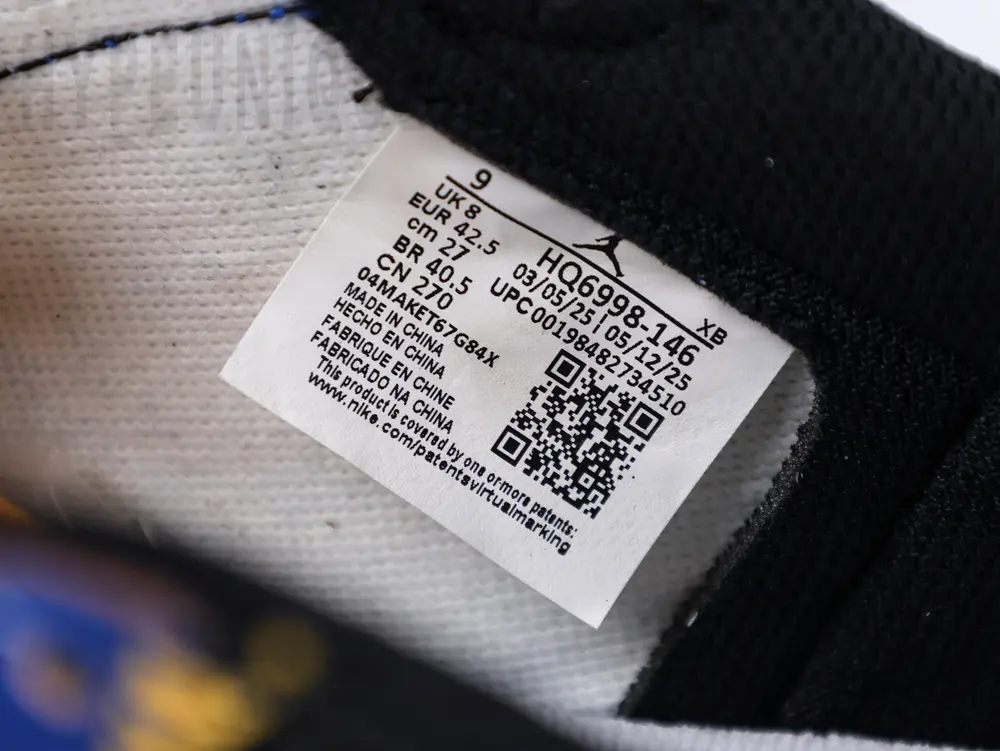 HYPEUNIQUE
9
UK 8
EUR 42.5
cm 27
BR 40.5
CN 270
04MAKET67G84X
MADE IN CHINA
HECHO EN CHINA
FABRIQUE EN CHINE
FABRICADO NA CHINA
This product is covered by one or more patents:
www.nike.com/patentsvirtualmarking
XB
HQ6998-146
03/05/25 | 05/12/25
UPC 00198482734510